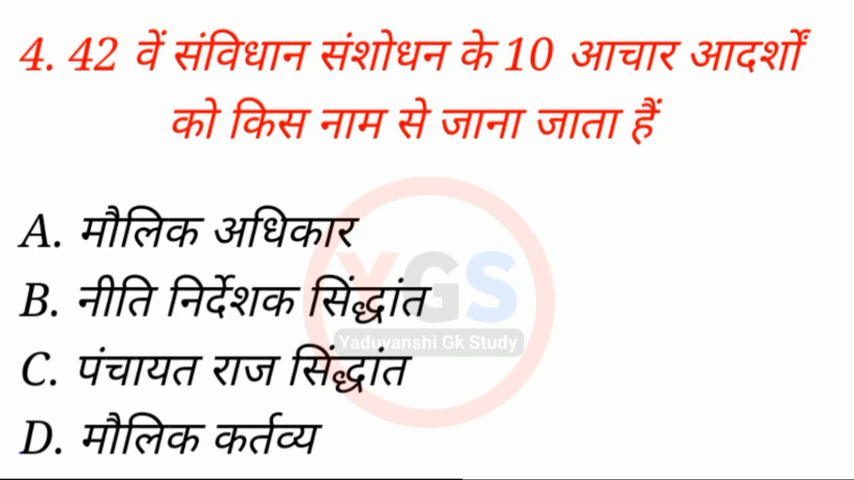 4. 42 वें संविधान संशोधन के 10 आचार आदर्शों
को किस नाम से जाना जाता हैं
A. मौलिक अधिकार
B. नीति निर्देशक सिंद्धांत
YGS
Yaduvanshi Gk Study
C. पंचायत राज सिंद्धांत
D. मौलिक कर्तव्य